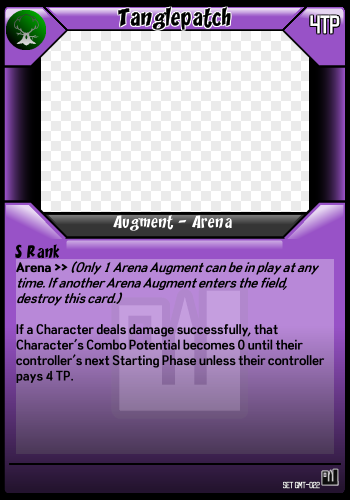 Tanglepatch
4TP
Augment - Arena
S Rank
Arena >> (Only 1 Arena Augment can be in play at any
time. If another Arena Augment enters the field,
destroy this card.)
If a Character deals damage successfully, that
Character's Combo Potential becomes 0 until their
controller's next Starting Phase unless their controller
pays 4 TP.
SET GMT-022